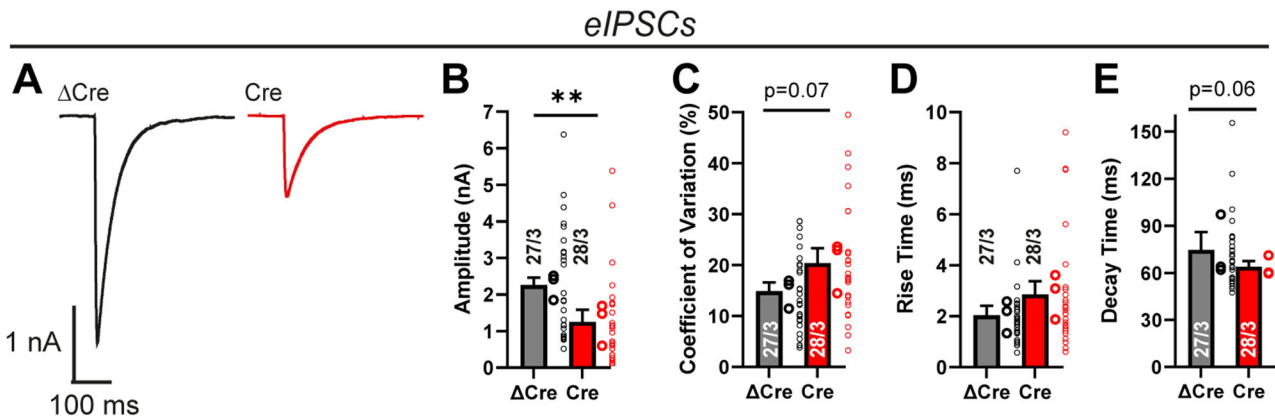 eIPSCs
A
ΔCre
Cre
1 nA
100 ms
B
**
Amplitude (nA)
7
6
5
4
3
2
1
0
27/3
28/3
ΔCre
Cre
C
p=0.07
Coefficient of Variation (%)
50
40
30
20
10
0
27/3
28/3
ΔCre
Cre
D
Rise Time (ms)
10
8
6
4
2
0
27/3
28/3
ΔCre
Cre
E
p=0.06
Decay Time (ms)
150
120
90
60
30
0
27/3
28/3
ΔCre
Cre